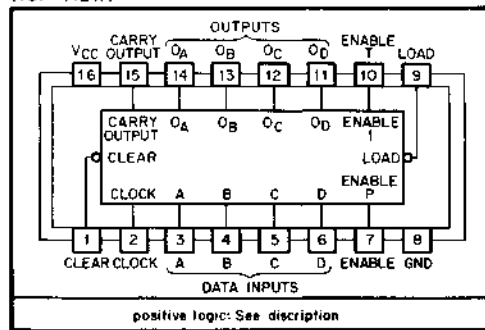 OUTPUTS
VCC CARRY OUTPUT OA OB OC OD ENABLE T LOAD
16 15 14 13 12 11 10 9
CARRY OUTPUT OA OB OC OD ENABLE 1
CLEAR LOAD
CLOCK A B C D ENABLE P
1 2 3 4 5 6 7 8
CLEAR CLOCK A B C D ENABLE GND
DATA INPUTS
positive logic: See discription